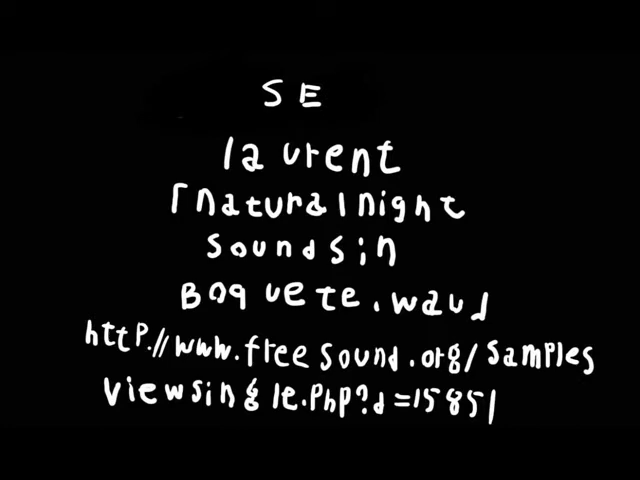 SE
laurent
「naturalnight
soundsin
Boquete.wav」
http://www.freesound.org/samples
viewsingle.php?d=15851